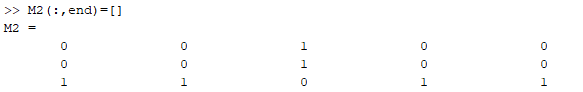 >> M2(:,end)=[]
M2 =
0 0 1 0 0
0 0 1 0 0
1 1 0 1 1